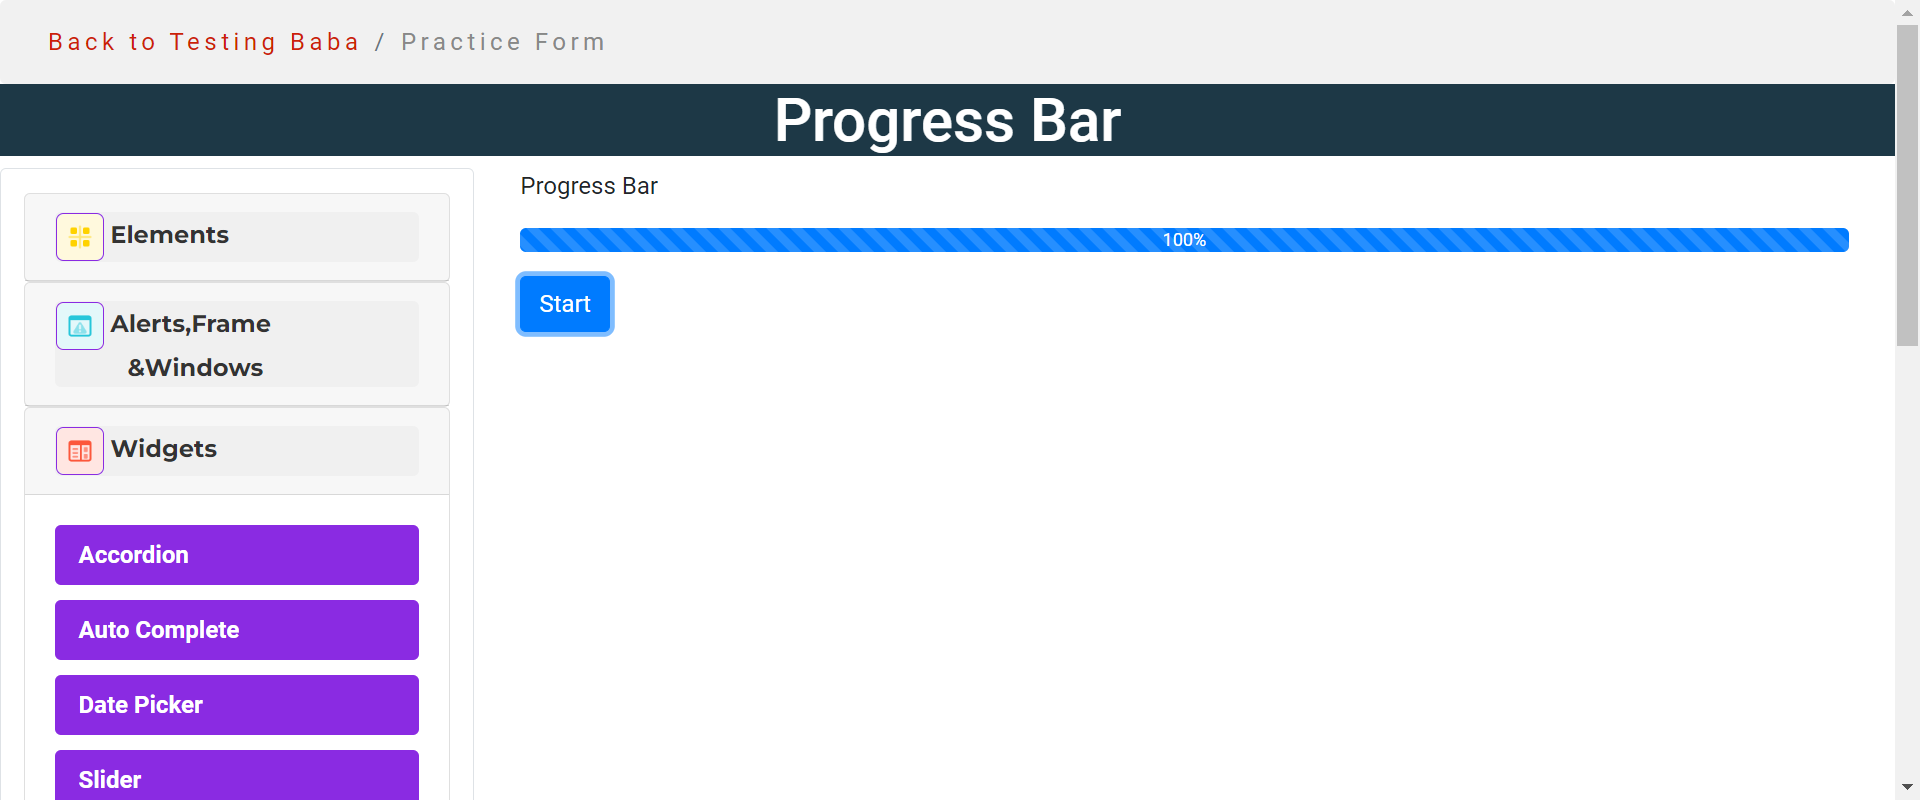 Back to Testing Baba / Practice Form
Progress Bar
Elements
Alerts,Frame
&Windows
Widgets
Accordion
Auto Complete
Date Picker
Slider
Progress Bar
100%
Start